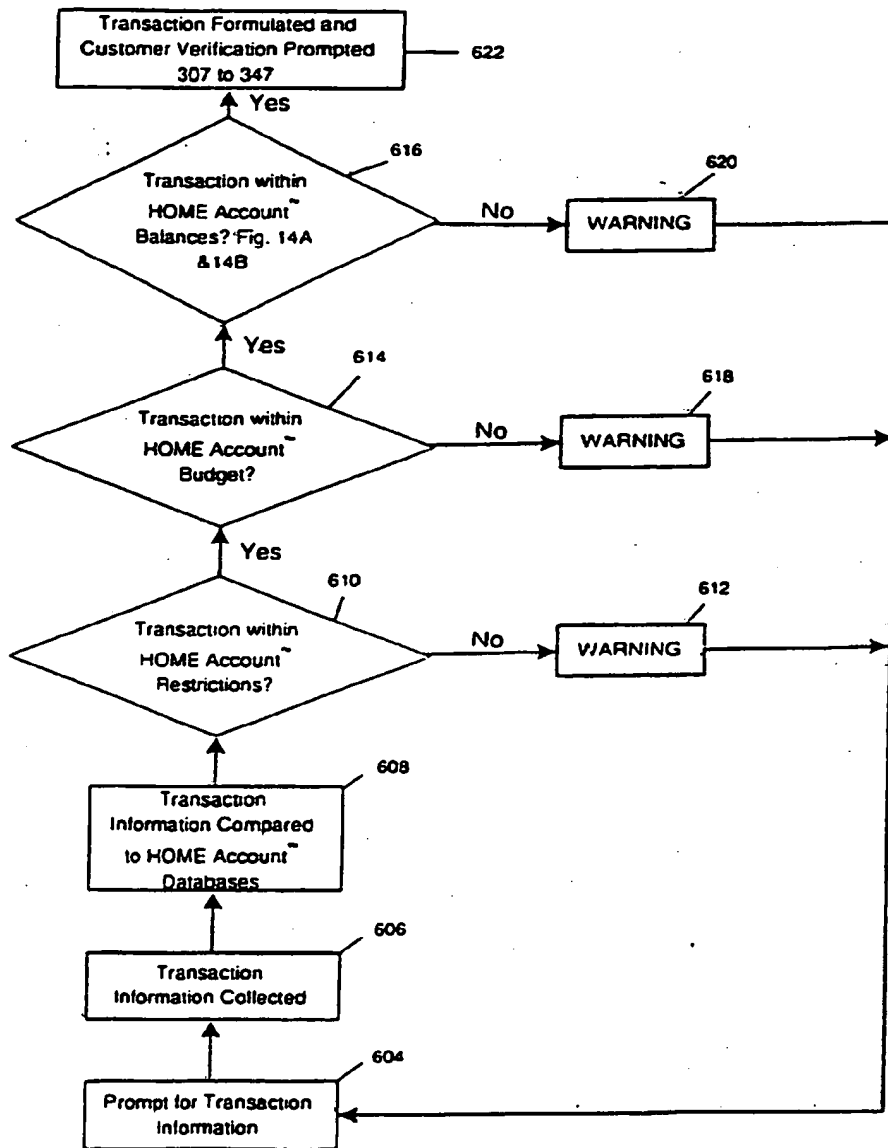 Transaction Formulated and
Customer Verification Prompted
307 to 347
622
Yes
616
Transaction within
HOME Account~
Balances? Fig. 14A
&14B
No
620
WARNING
Yes
614
Transaction within
HOME Account~
Budget?
No
618
WARNING
Yes
610
Transaction within
HOME Account~
Restrictions?
No
612
WARNING
608
Transaction
Information Compared
to HOME Account~
Databases
606
Transaction
Information Collected
604
Prompt for Transaction
Information